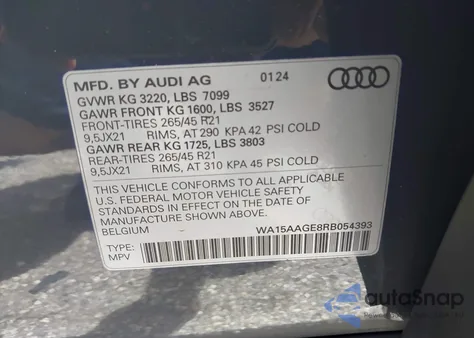 MFD. BY AUDI AG 0124
GVWR KG 3220, LBS 7099
GAWR FRONT KG 1600, LBS 3527
FRONT-TIRES 265/45 R21
9,5JX21 RIMS, AT 290 KPA 42 PSI COLD
GAWR REAR KG 1725, LBS 3803
REAR-TIRES 265/45 R21
9,5JX21 RIMS, AT 310 KPA 45 PSI COLD
THIS VEHICLE CONFORMS TO ALL APPLICABLE
U.S. FEDERAL MOTOR VEHICLE SAFETY
STANDARDS IN EFFECT ON DATE OF
MANUFACTURE SHOWN ABOVE.
BELGIUM WA15AAGE8RB054393
TYPE:
MPV
autoSnap